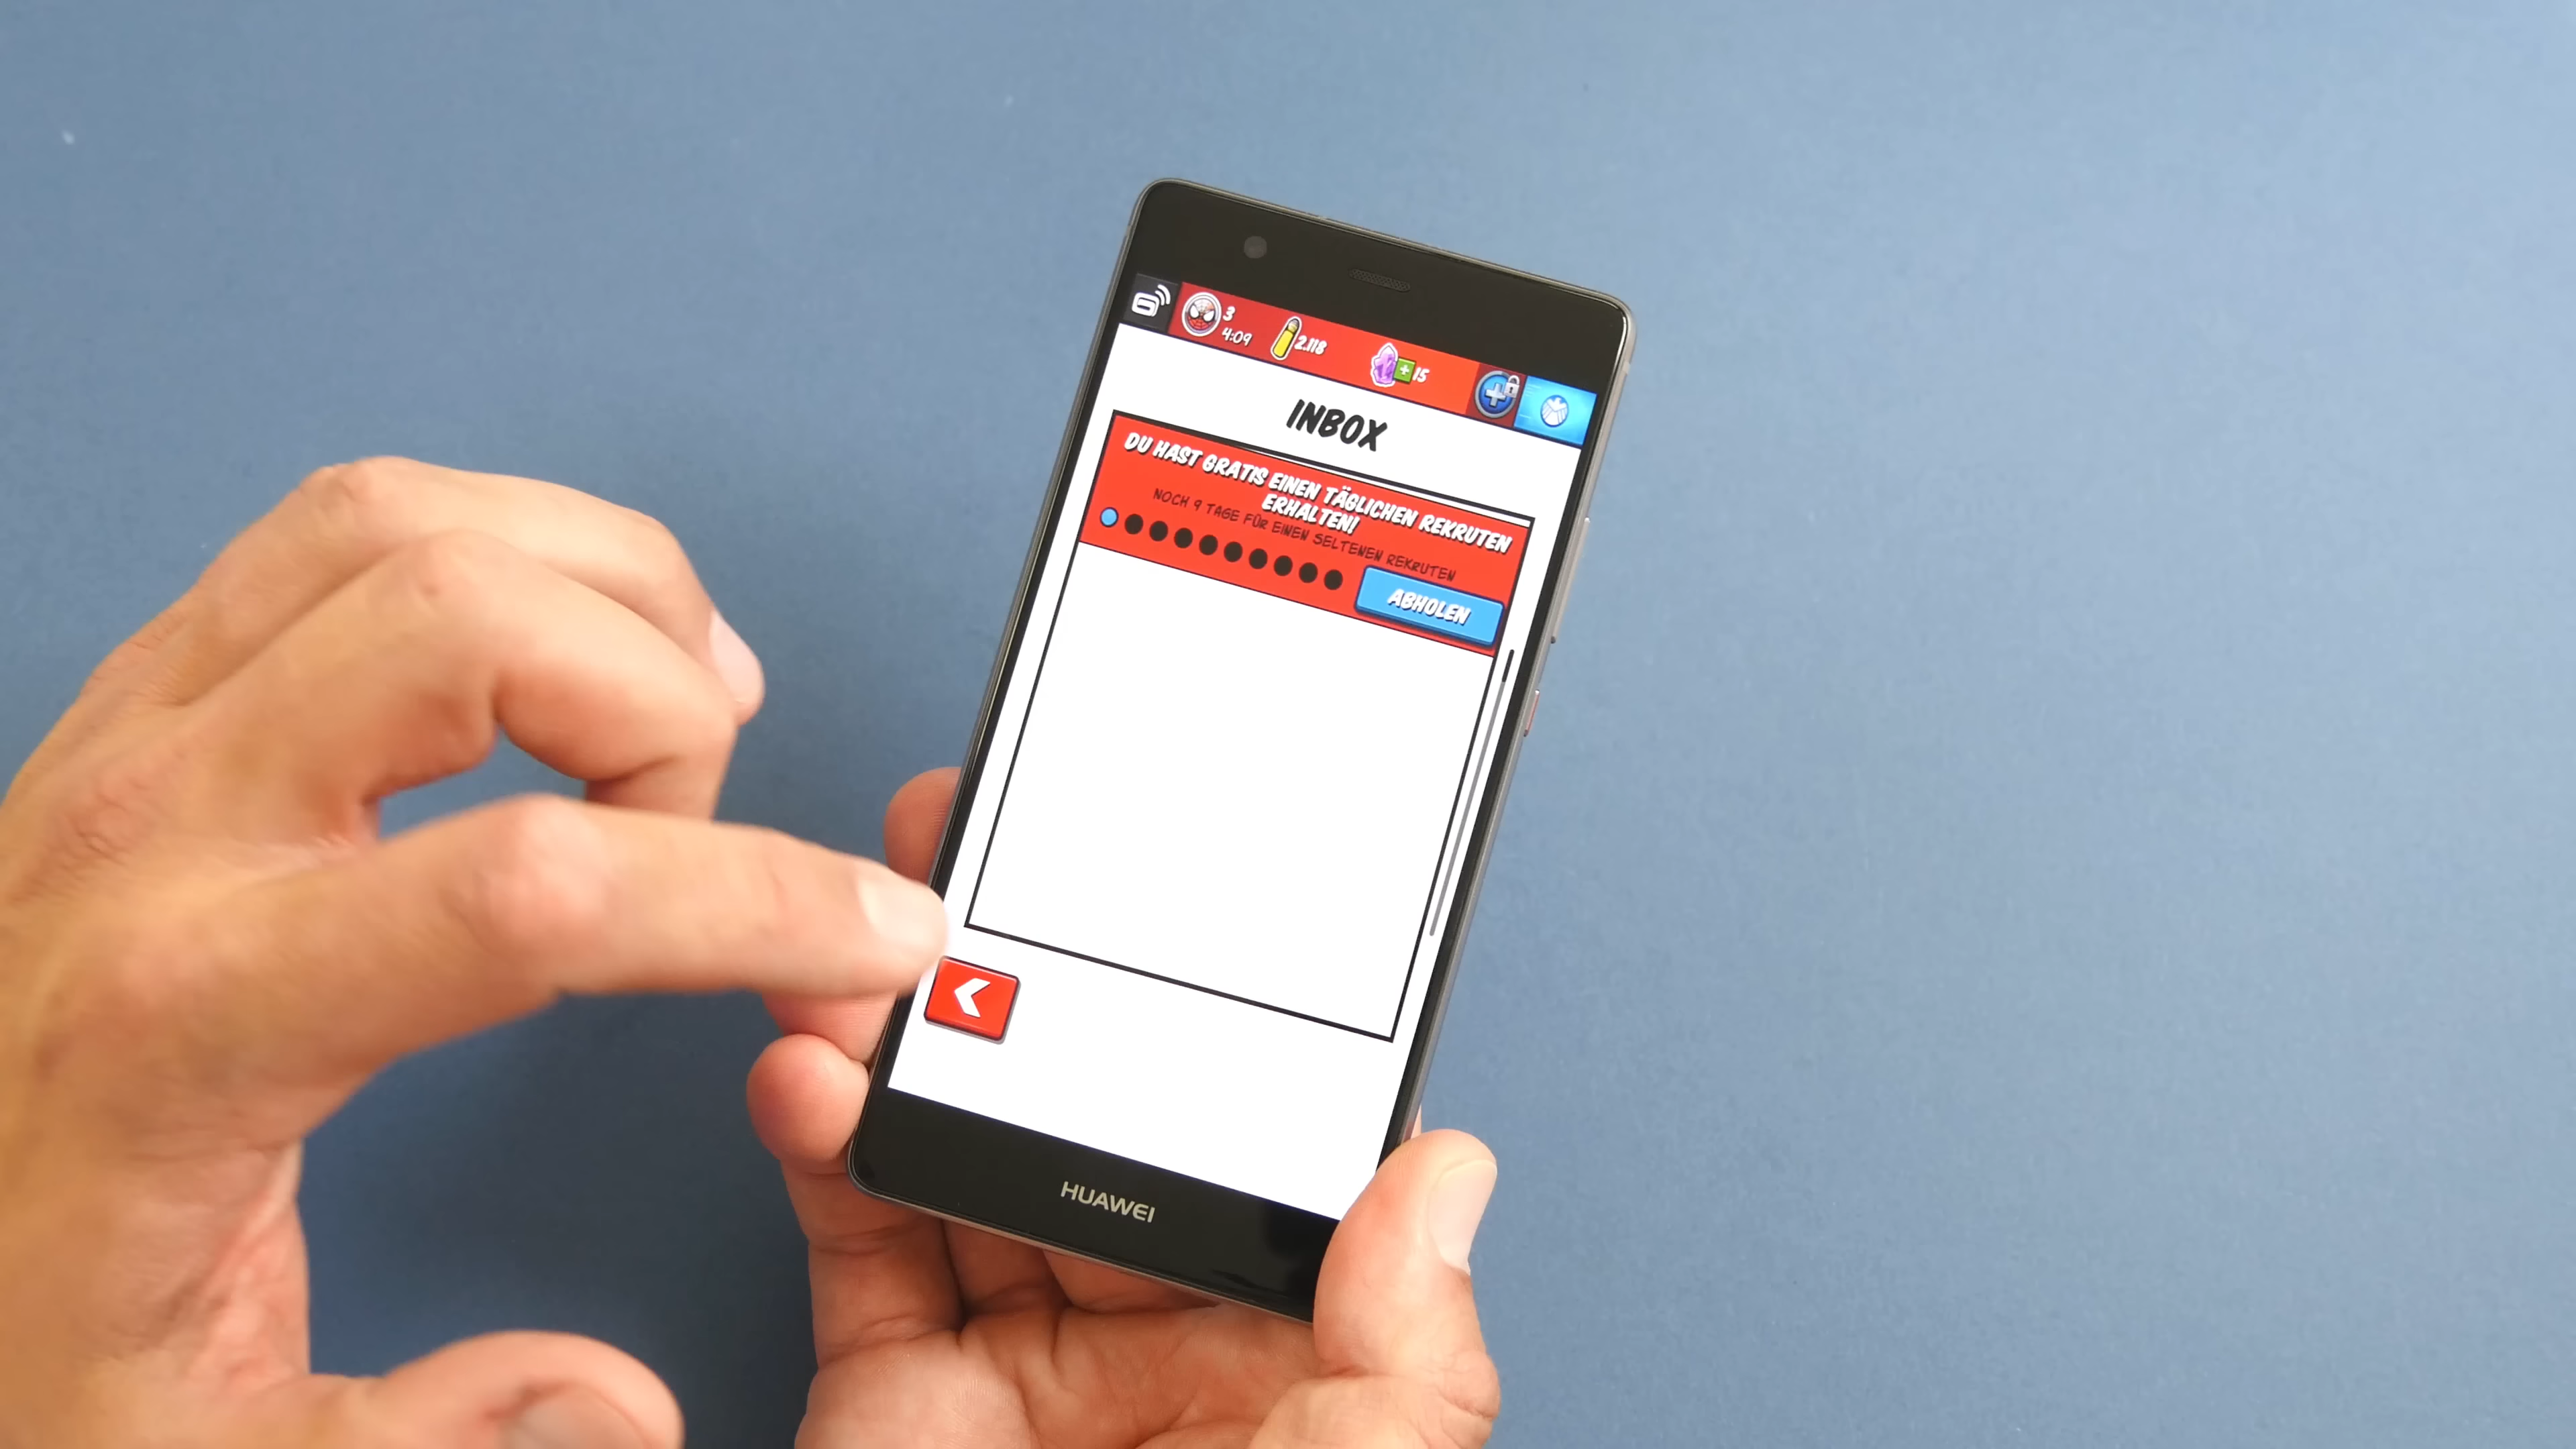 3
4:09
2.118
15
INBOX
DU HAST GRATIS EINEN TÄGLICHEN REKRUTEN
ERHALTEN!
NOCH 9 TAGE FÜR EINEN SELTENEN REKRUTEN
ABHOLEN
HUAWEI